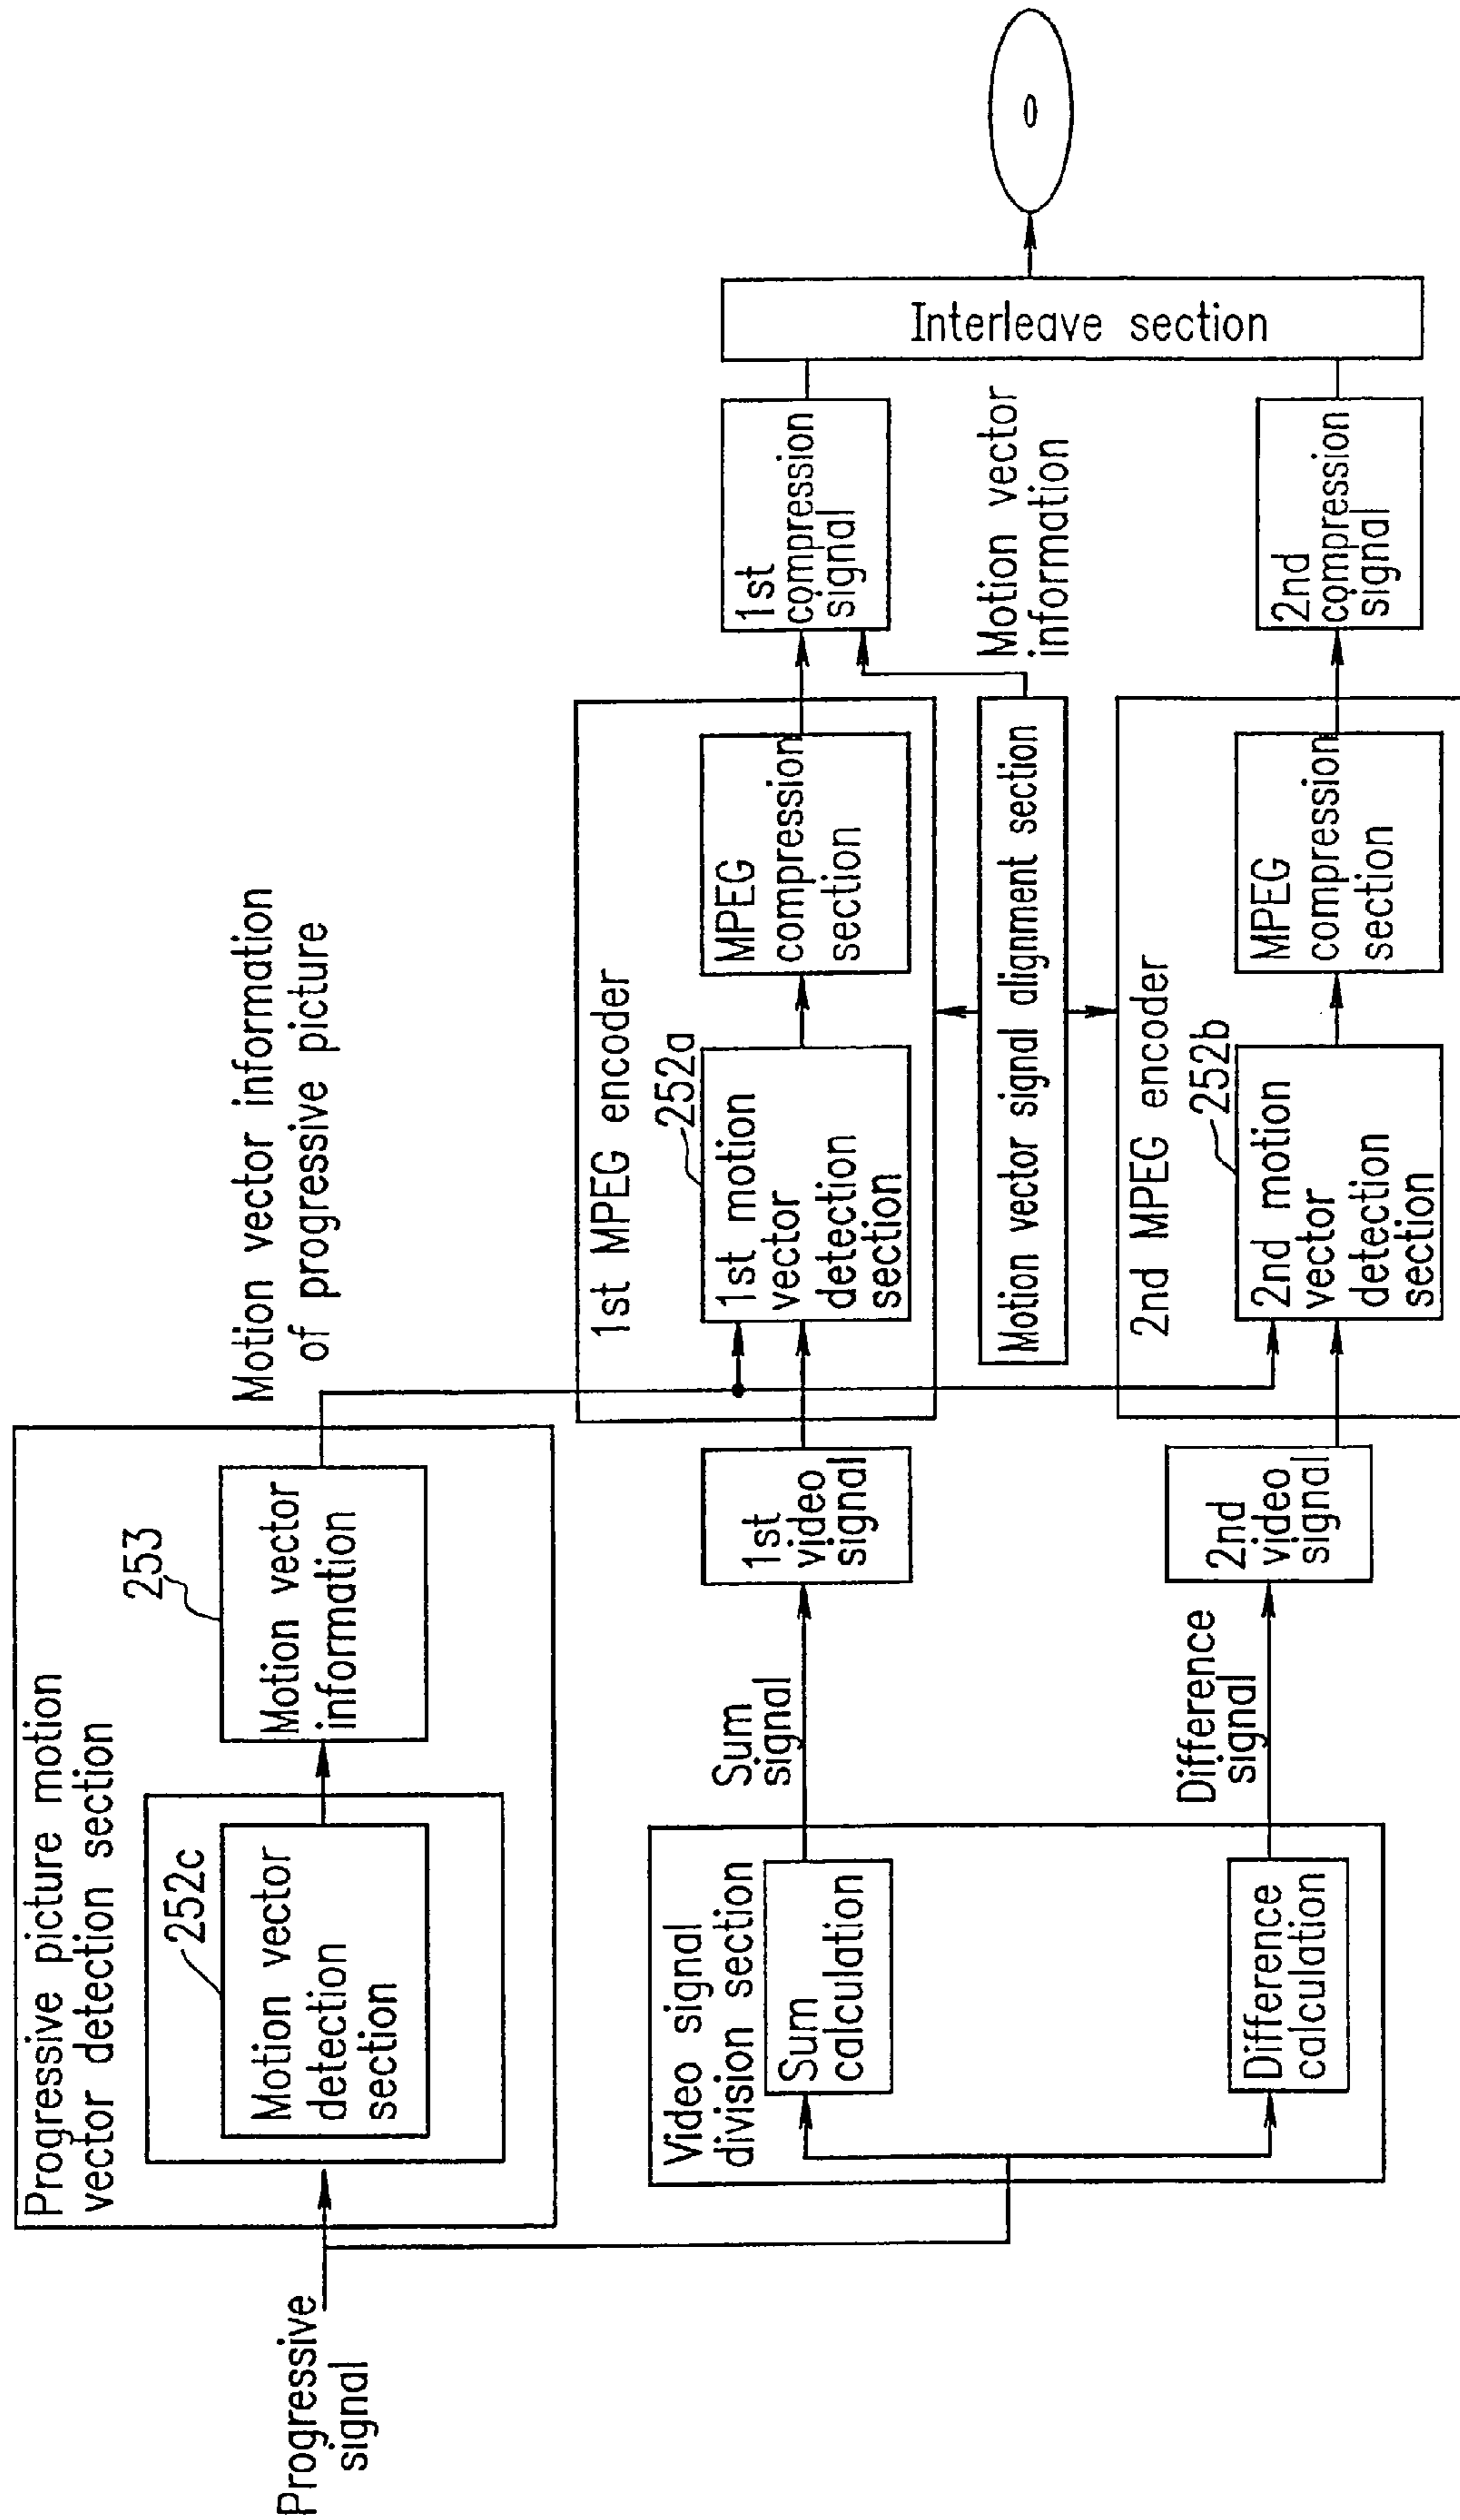 Progressive
signal
Progressive picture motion
vector detection section
252c
Motion vector
detection
section
253
Motion vector
information
Motion vector information
of progressive picture
Video signal
division section
Sum
calculation
Difference
calculation
Sum
signal
Difference
signal
1st
video
signal
2nd
video
signal
1st MPEG encoder
252a
1st motion
vector
detection
section
MPEG
compression
section
Motion vector signal alignment section
2nd MPEG encoder
252b
2nd motion
vector
detection
section
MPEG
compression
section
1st
compression
signal
Motion vector
information
2nd
compression
signal
Interleave section